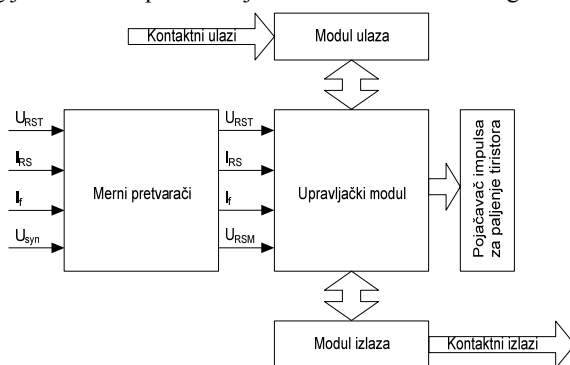 Kontaktni ulazi
Modul ulaza
URST
IRS
If
Usyn
Merni pretvarači
URST
IRS
If
URSM
Upravljački modul
Pojačavač impulsa
za paljenje tiristora
Modul izlaza
Kontaktni izlazi